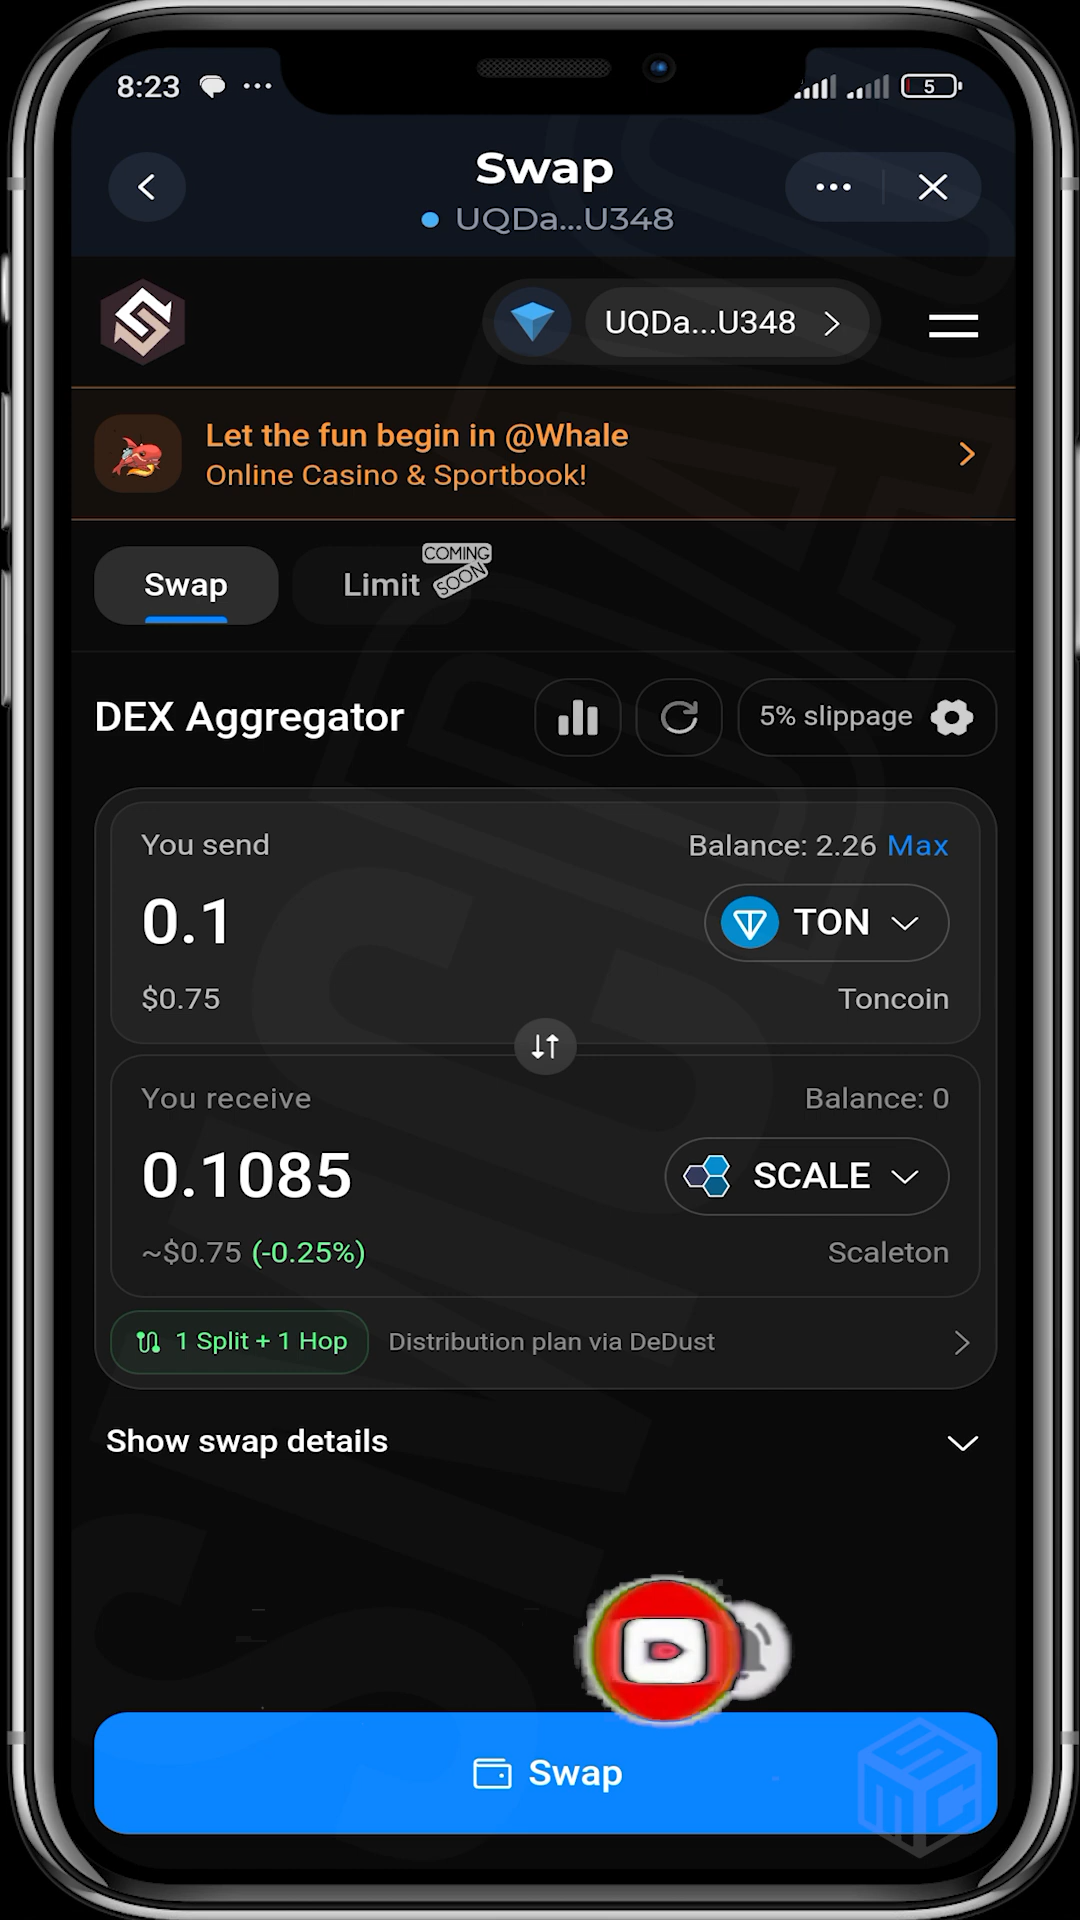 8:23
5
Swap
UQDa...U348
UQDa...U348
Let the fun begin in @Whale
Online Casino & Sportbook!
Swap
Limit
COMING
SOON
DEX Aggregator
5% slippage
You send
Balance: 2.26 Max
0.1
TON
$0.75
Toncoin
You receive
Balance: 0
0.1085
SCALE
~$0.75 (-0.25%)
Scaleton
1 Split + 1 Hop
Distribution plan via DeDust
Show swap details
Swap